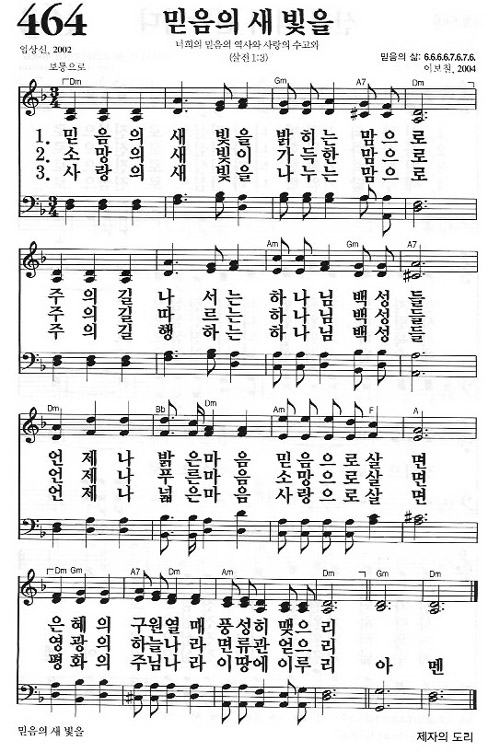 464
믿음의 새 빛을
너희의 믿음의 역사와 사랑의 수고와
(살전 1:3)
임상신, 2002
믿음의 삶: 6.6.6.6.7.6.7.6.
보통으로
이보철, 2004
Dm Gm A7 Dm
1. 믿음의 새 빛을 밝히는 맘으로
2. 소망의 새 빛이 가득한 맘으로
3. 사랑의 새 빛을 나누는 맘으로
Am Gm A7
주의길 나서는 하나님 백성들
주의길 따르는 하나님 백성들
주의길 행하는 하나님 백성들
Dm Bb Dm Am F A
언제나 밝은마음 믿음으로살면
언제나 푸른마음 소망으로살면
언제나 넓은마음 사랑으로살면
Dm Gm A7 Dm Am Dm Gm Dm
은혜의 구원열매 풍성히 맺으리
영광의 하늘나라 면류관 얻으리
평화의 주님나라 이땅에 이루리 아멘
믿음의 새 빛을
제자의 도리